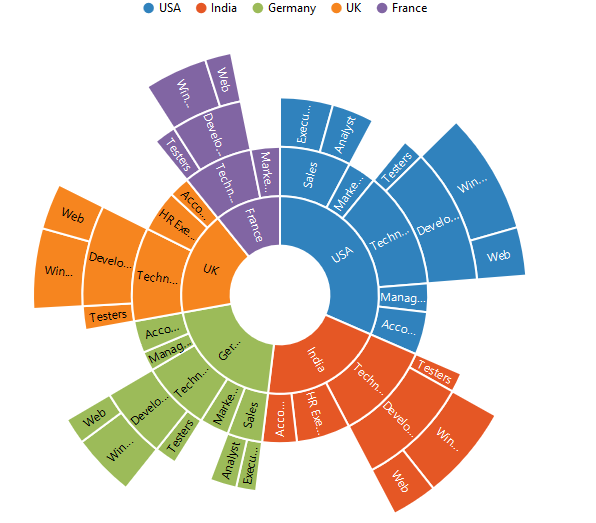 USA
India
Germany
UK
France
USA
Sales
Execu...
Analyst
Marke...
Techn...
Testers
Develo...
Win...
Web
Manag...
Acco...
India
Techn...
Testers
Develo...
Win...
Web
HR Exe...
Acco...
Ger...
Sales
Execu...
Analyst
Marke...
Techn...
Testers
Develo...
Win...
Web
Manag...
Acco...
UK
Techn...
Testers
Develo...
Win...
Web
HR Exe...
Acco...
France
Techn...
Testers
Develo...
Win...
Web
Marke...